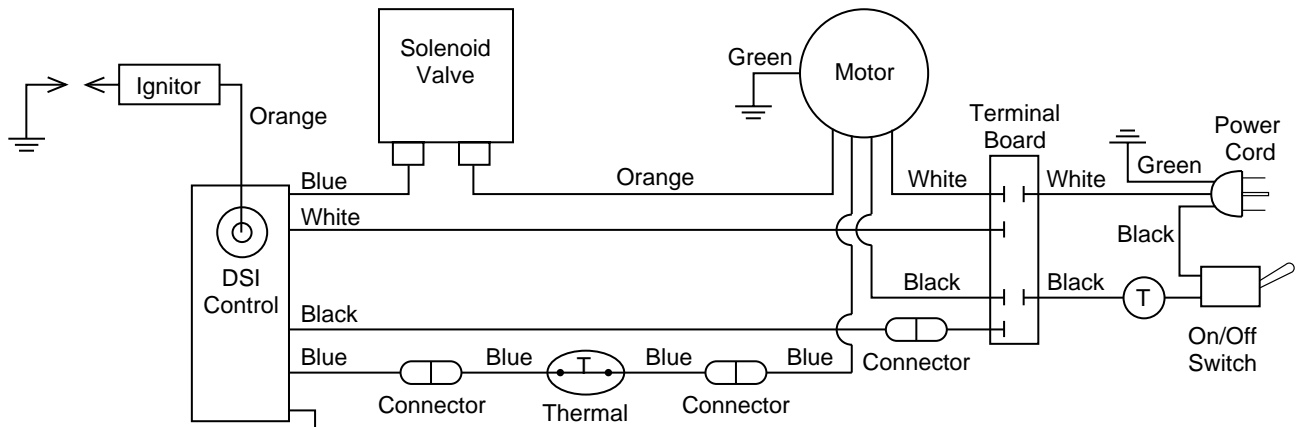 Solenoid
Valve
Green
Motor
Ignitor
Orange
Terminal
Board
Power
Cord
Green
Blue
Orange
White
White
White
Black
DSI
Control
Black
Black
T
Black
On/Off
Switch
Connector
Blue
Blue
T
Blue
Blue
Connector
Thermal
Connector